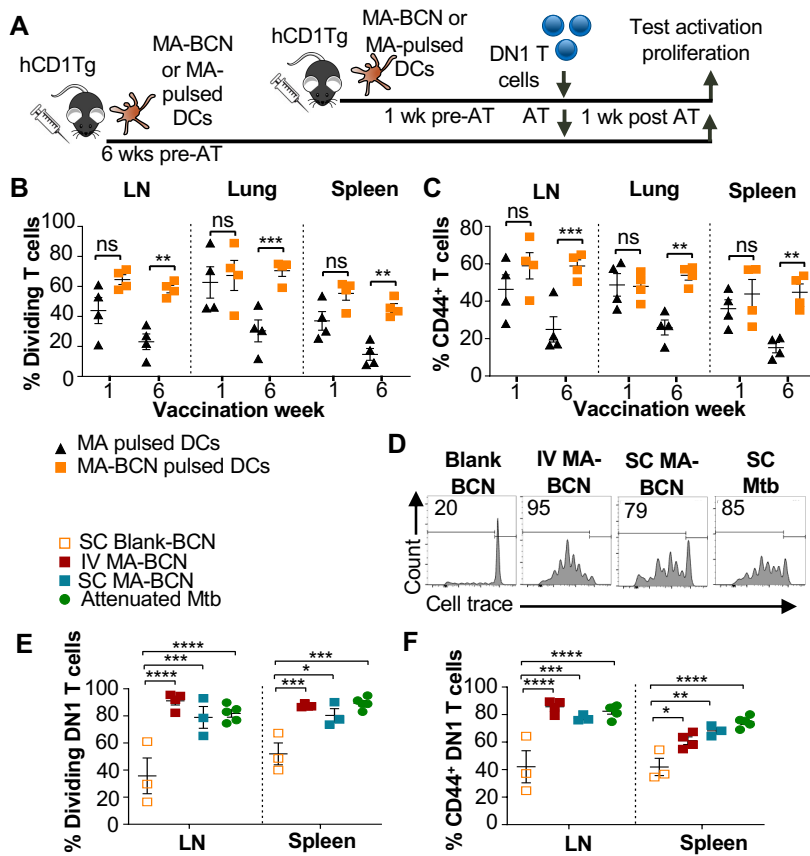 A
hCD1Tg
MA-BCN
or MA-
pulsed
DCs
hCD1Tg
MA-BCN or
MA-pulsed
DCs
DN1 T
cells
Test activation
proliferation
1 wk pre-AT
AT
1 wk post AT
6 wks pre-AT
B
LN
Lung
Spleen
% Dividing T cells
100
80
60
40
20
0
ns
**
ns
***
ns
**
1
6
1
6
1
6
Vaccination week
C
LN
Lung
Spleen
% CD44+ T cells
80
60
40
20
0
ns
***
ns
**
ns
**
1
6
1
6
1
6
Vaccination week
MA pulsed DCs
MA-BCN pulsed DCs
D
Blank
BCN
IV MA-
BCN
SC MA-
BCN
SC
Mtb
20
95
79
85
Count
Cell trace
SC Blank-BCN
IV MA-BCN
SC MA-BCN
Attenuated Mtb
E
% Dividing DN1 T cells
100
80
60
40
20
0
****
***
****
***
*
***
LN
Spleen
F
% CD44+ DN1 T cells
100
80
60
40
20
0
****
***
****
****
**
*
LN
Spleen